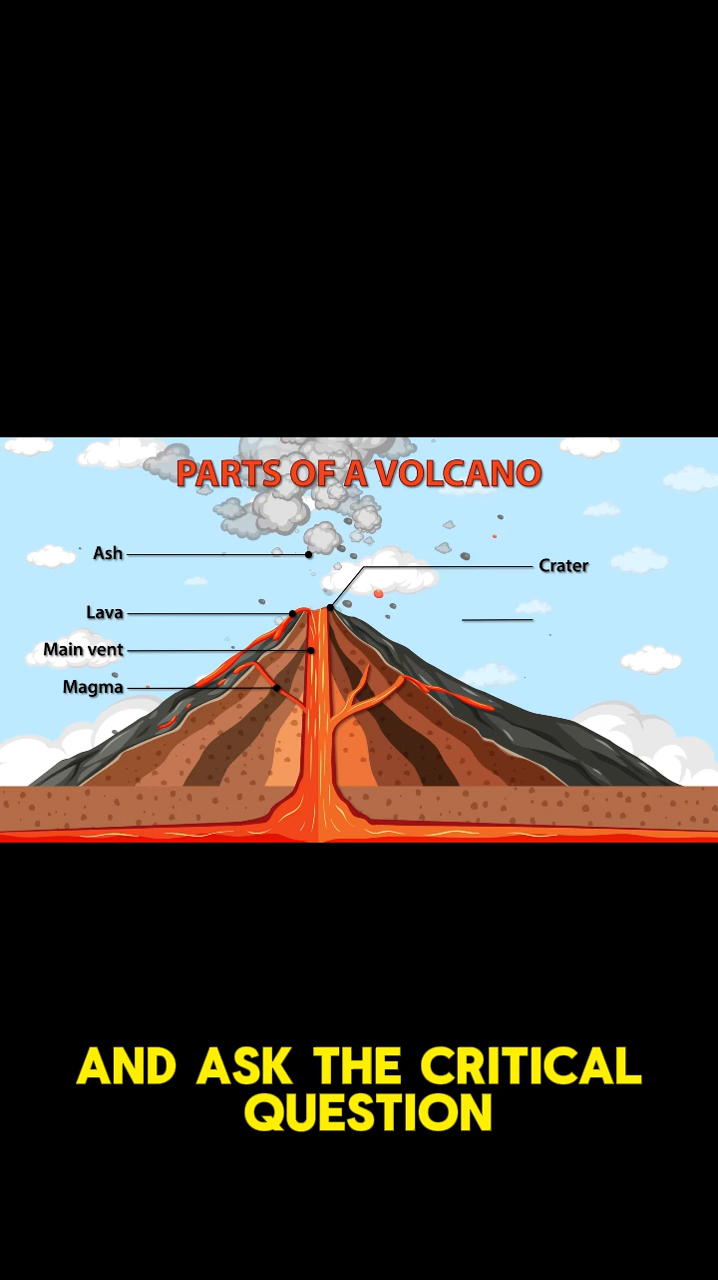 PARTS OF A VOLCANO
Ash
Crater
Lava
Main vent
Magma
AND ASK THE CRITICAL
QUESTION